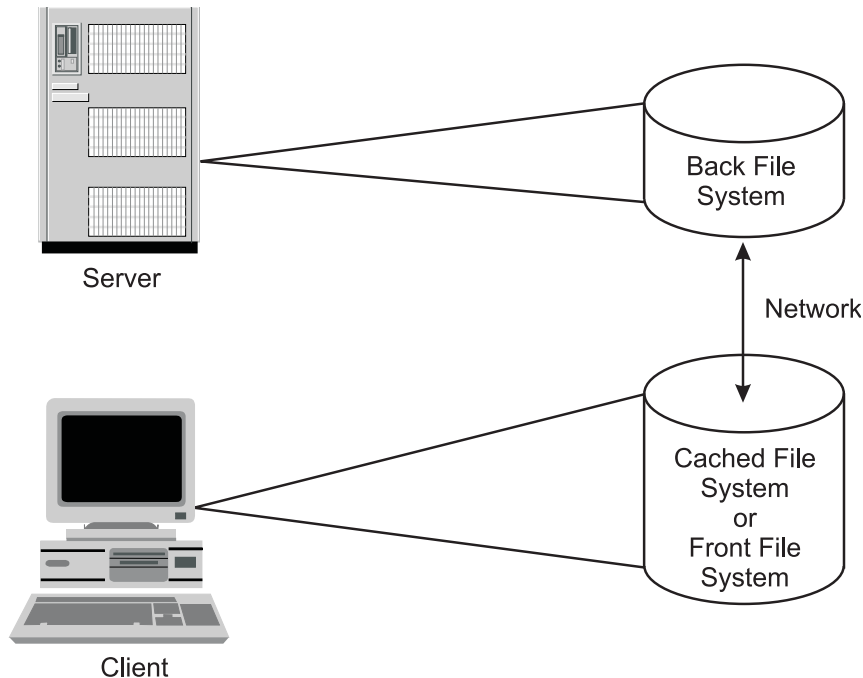 Back File
System
Server
Network
Cached File
System
or
Front File
System
Client